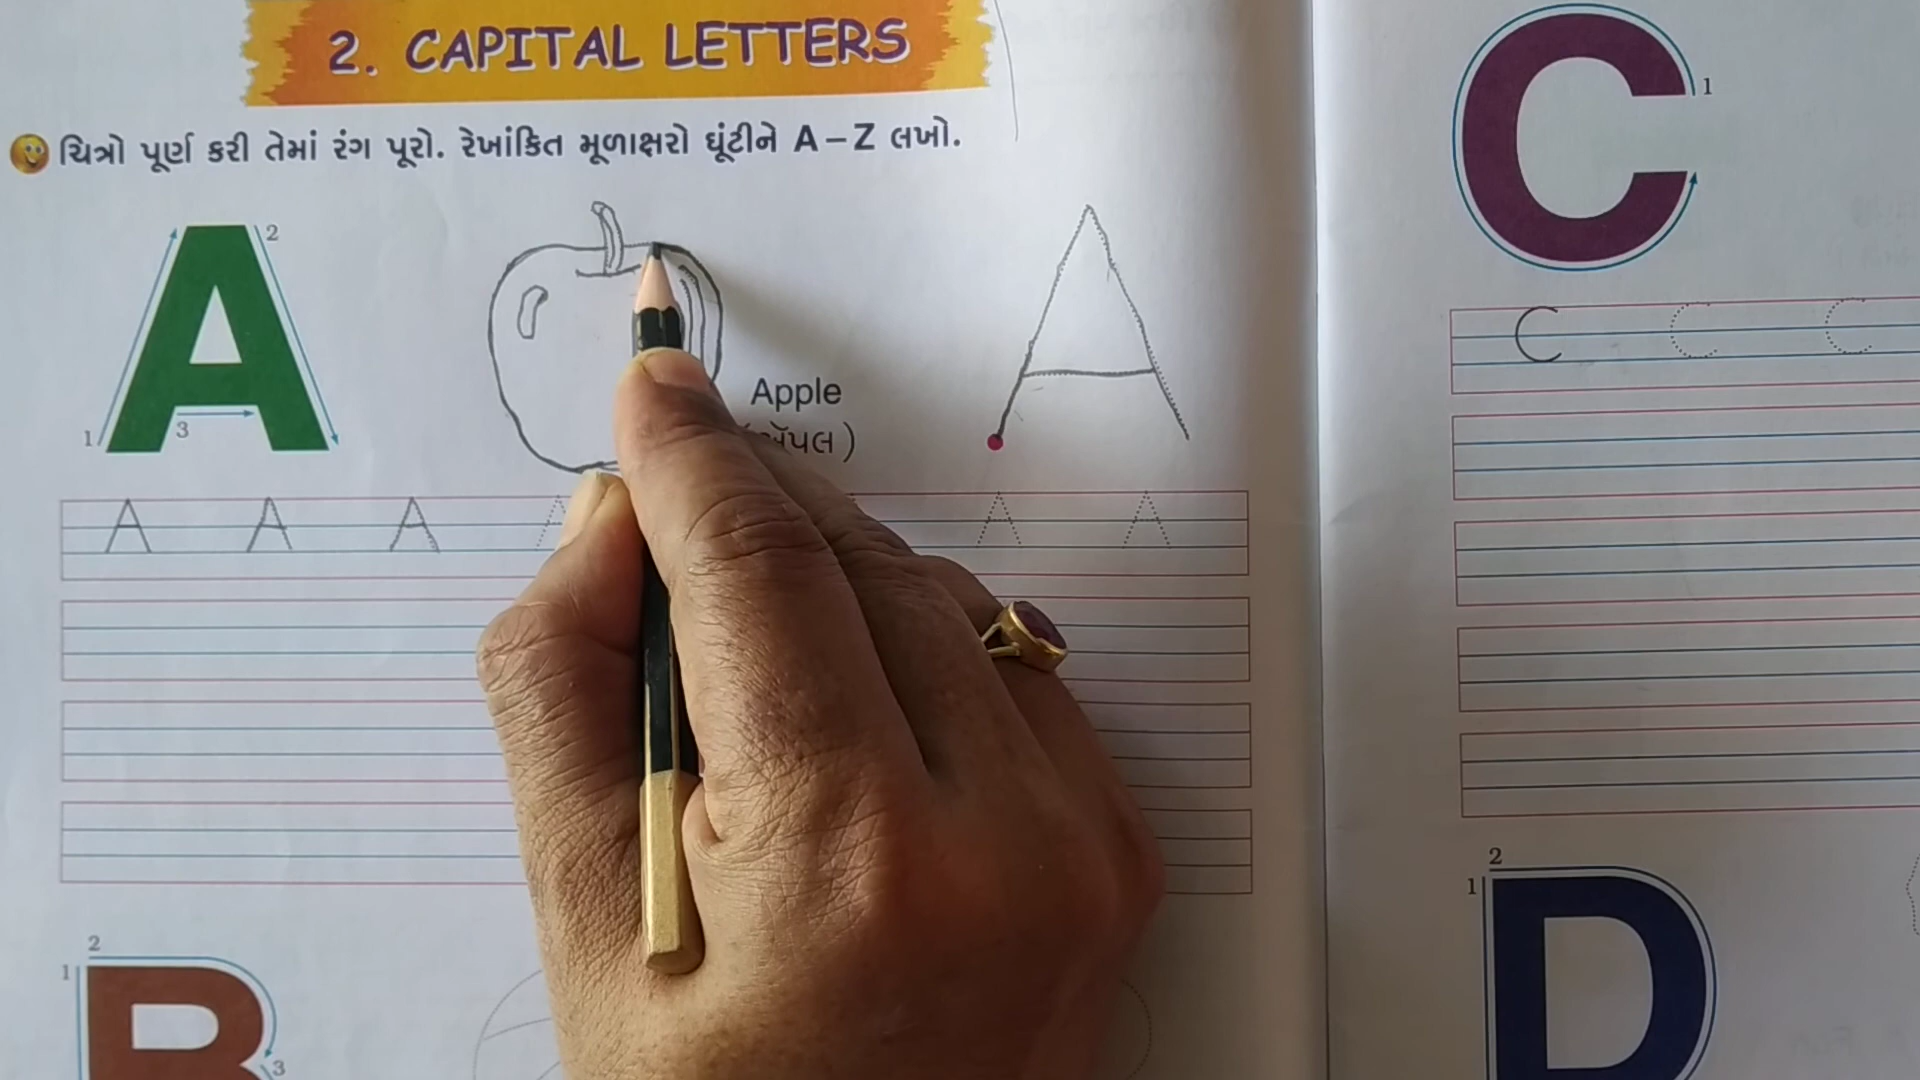 2. CAPITAL LETTERS
ચિત્રો પૂર્ણ કરી તેમાં રંગ પૂરો. રેખાંકિત મૂળાક્ષરો ઘૂંટીને A – Z લખો.
A
1
2
3
Apple
A
A A A A A A
B
1
2
3
C
1
C C C
D
1
2